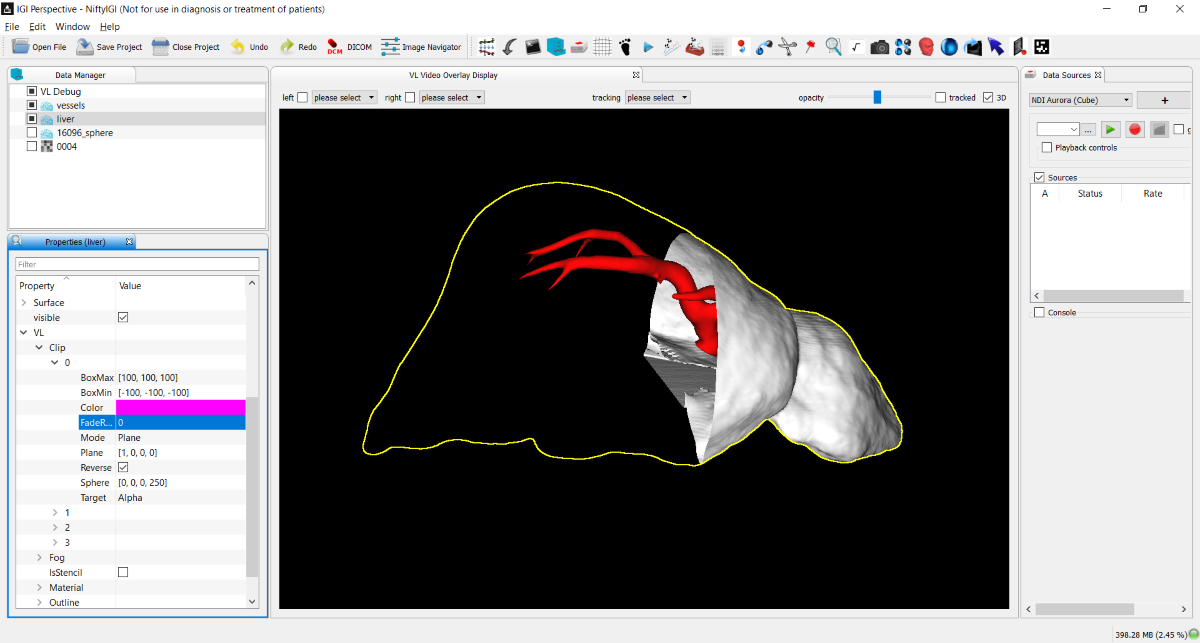 IGI Perspective - NiftyIGI (Not for use in diagnosis or treatment of patients)
File Edit Window Help
Open File Save Project Close Project Undo Redo DCM DICOM Image Navigator
Data Manager
VL Debug
vessels
liver
16096_sphere
0004
Properties (liver)
Filter
Property Value
Surface
visible
VL
Clip
0
BoxMax [100, 100, 100]
BoxMin [-100, -100, -100]
Color
FadeR... 0
Mode Plane
Plane [1, 0, 0, 0]
Reverse
Sphere [0, 0, 0, 250]
Target Alpha
1
2
3
Fog
IsStencil
Material
Outline
VL Video Overlay Display
left please select right please select tracking please select opacity tracked 3D
Data Sources
NDI Aurora (Cube) +
... g
Playback controls
Sources
A Status Rate
Console
398.28 MB (2.45 %)